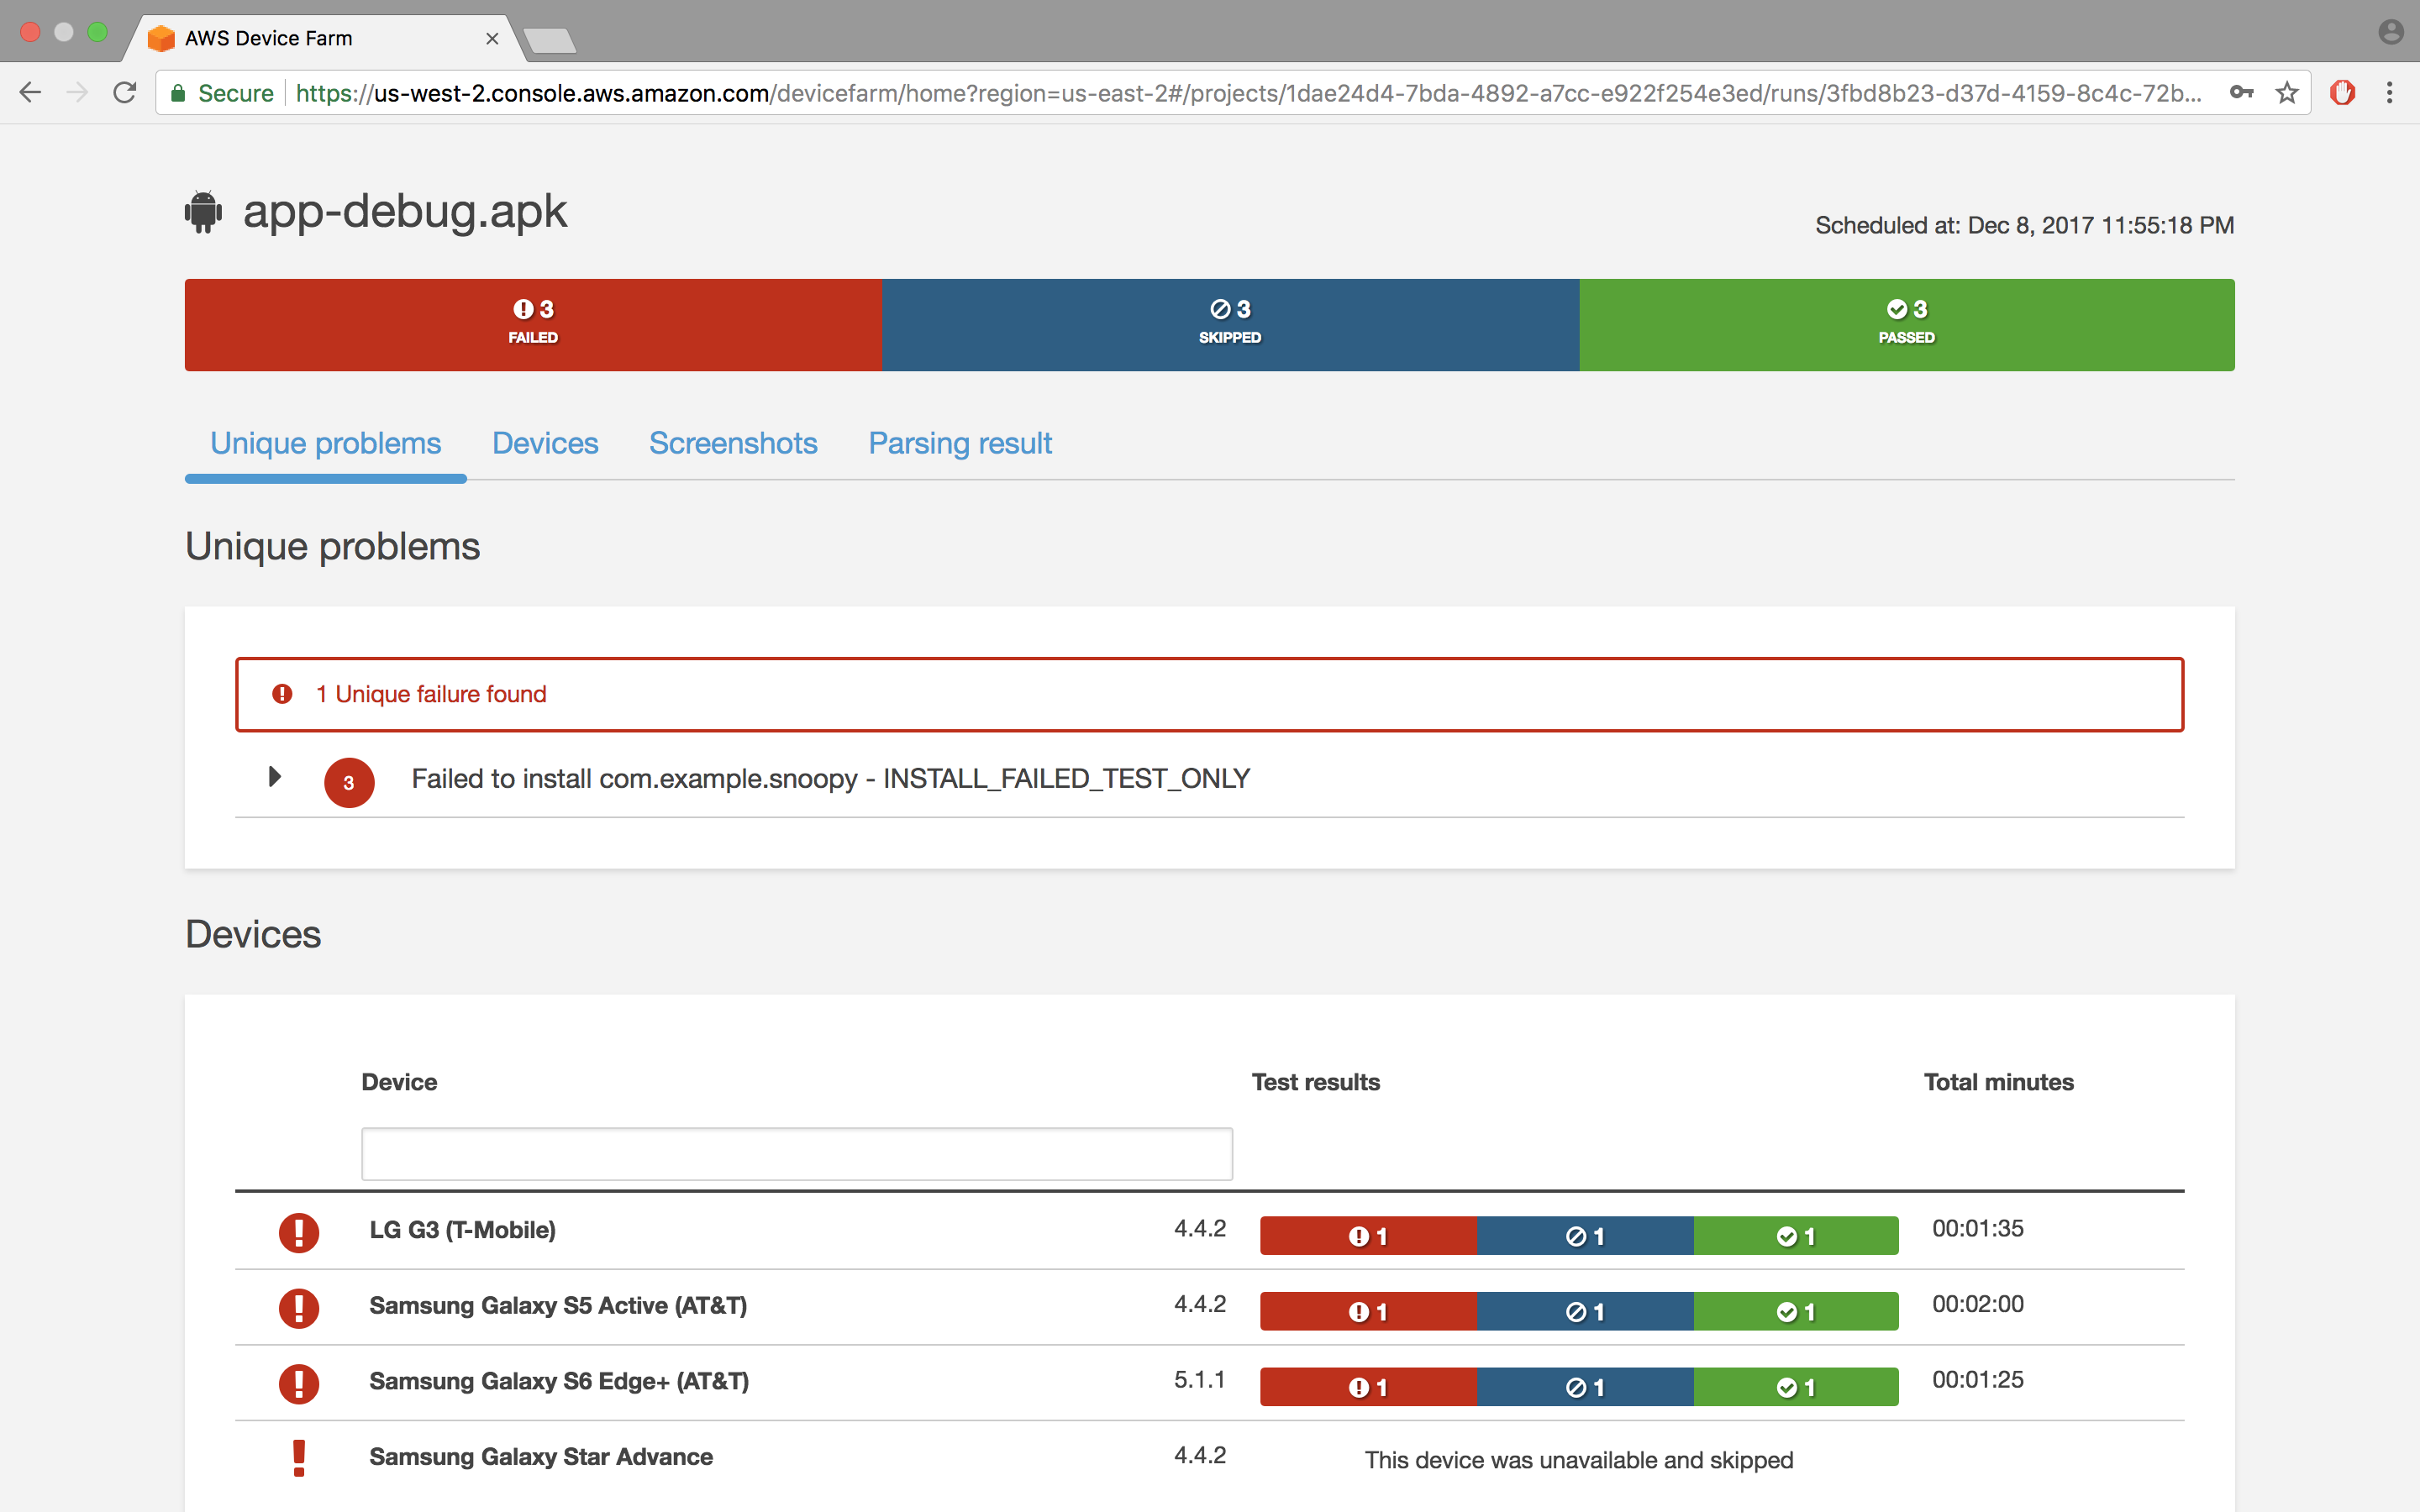 AWS Device Farm
Secure https://us-west-2.console.aws.amazon.com/devicefarm/home?region=us-east-2#/projects/1dae24d4-7bda-4892-a7cc-e922f254e3ed/runs/3fbd8b23-d37d-4159-8c4c-72b...
app-debug.apk
Scheduled at: Dec 8, 2017 11:55:18 PM
3 3 3
FAILED SKIPPED PASSED
Unique problems Devices Screenshots Parsing result
Unique problems
1 Unique failure found
3 Failed to install com.example.snoopy - INSTALL_FAILED_TEST_ONLY
Devices
Device Test results Total minutes
LG G3 (T-Mobile) 4.4.2 1 1 1 00:01:35
Samsung Galaxy S5 Active (AT&T) 4.4.2 1 1 1 00:02:00
Samsung Galaxy S6 Edge+ (AT&T) 5.1.1 1 1 1 00:01:25
Samsung Galaxy Star Advance 4.4.2 This device was unavailable and skipped